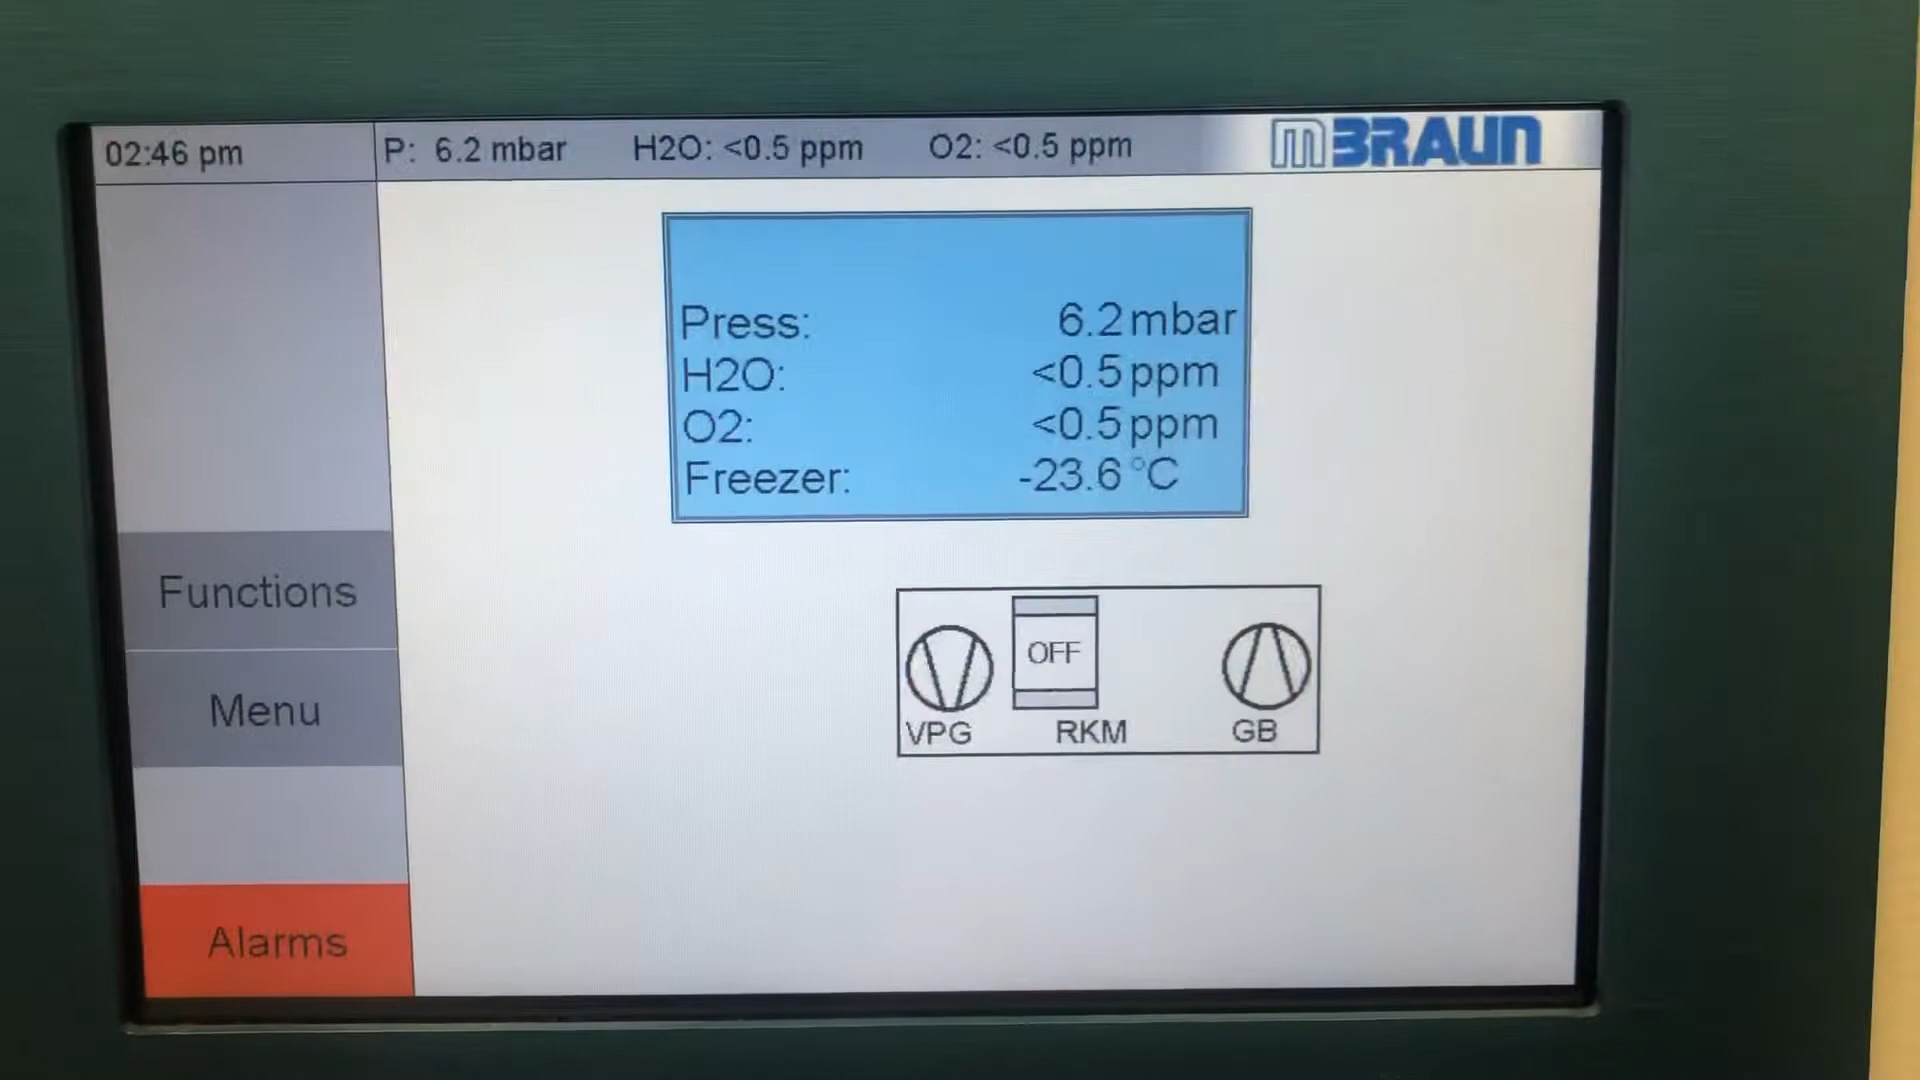 02:46 pm P: 6.2 mbar H2O: <0.5 ppm O2: <0.5 ppm mBRAUN
Press: 6.2 mbar
H2O: <0.5 ppm
O2: <0.5 ppm
Freezer: -23.6 °C
Functions
Menu
Alarms
OFF
VPG RKM GB